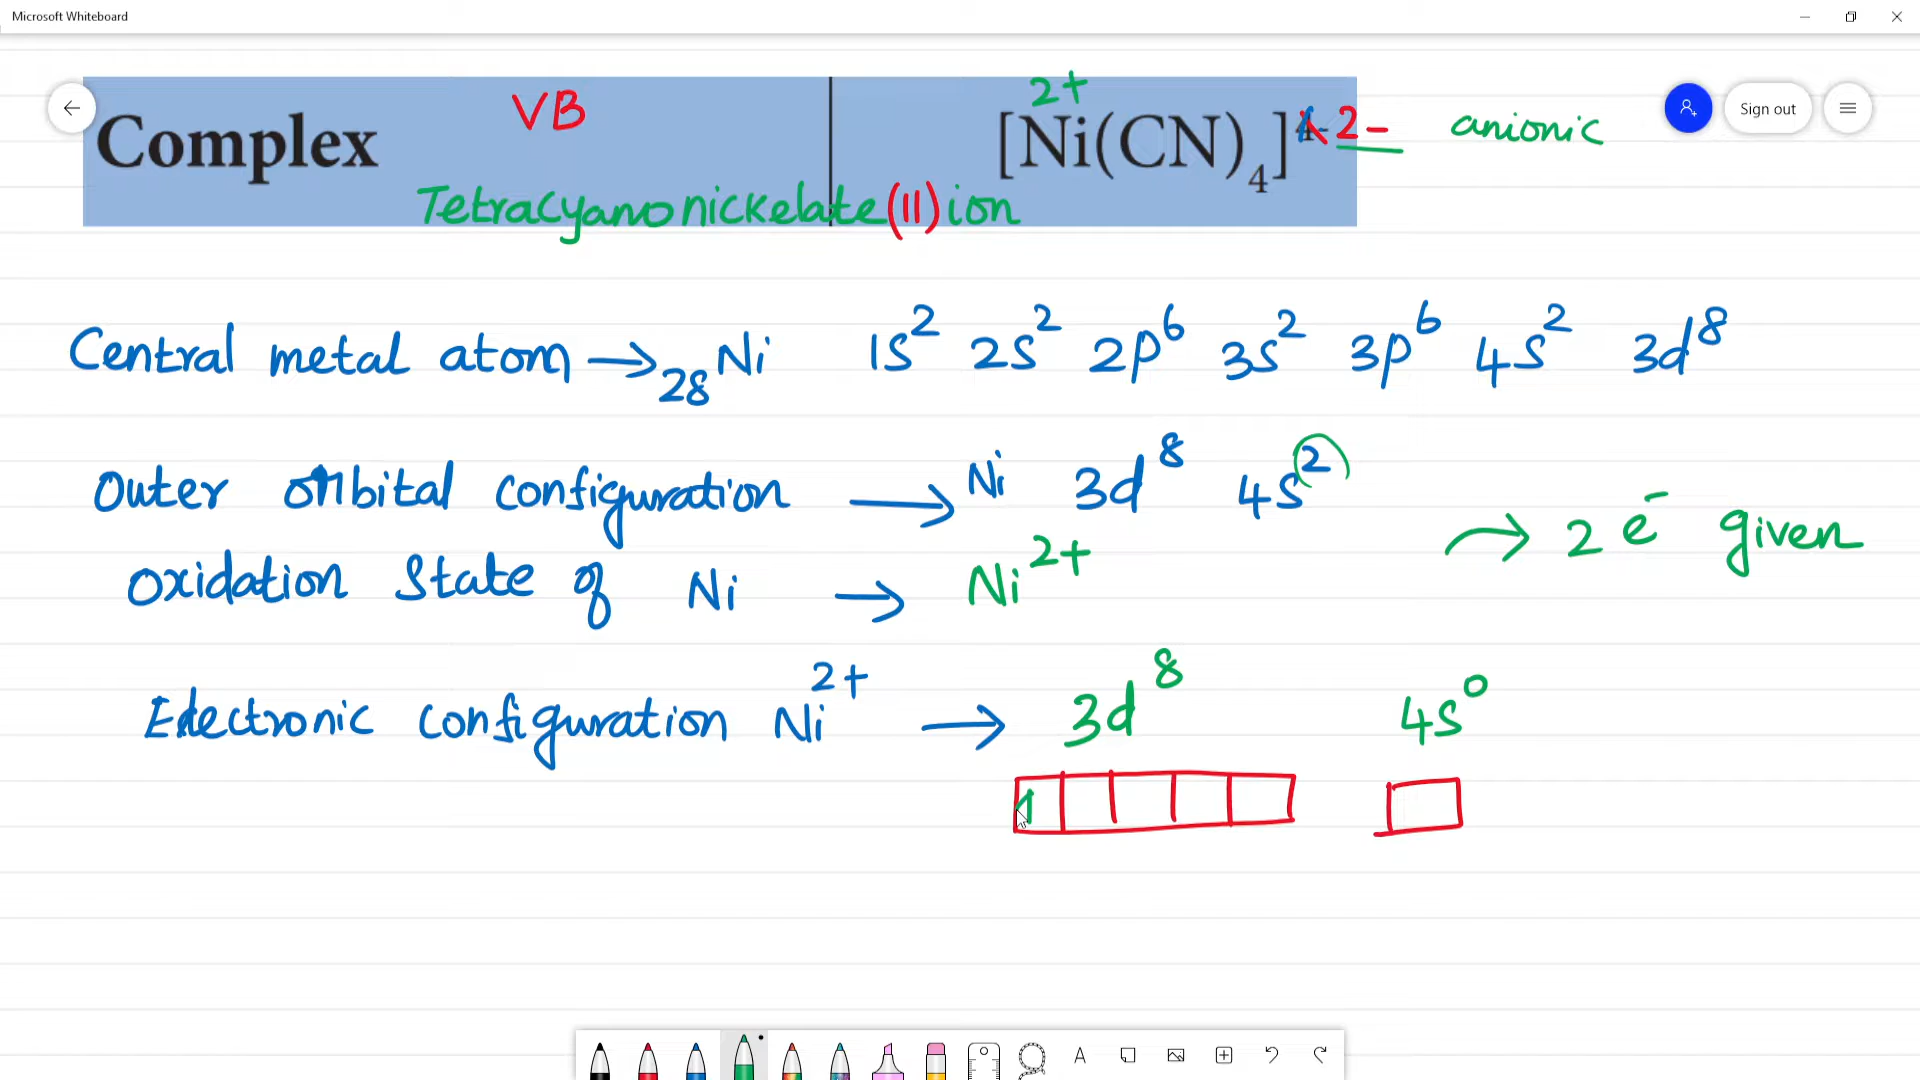 Microsoft Whiteboard
Complex VB [Ni(CN)4] 2+ 2- anionic
Tetracyanonickelate(II)ion
Sign out
Central metal atom → 28Ni 1s2 2s2 2p6 3s2 3p6 4s2 3d8
Outer orbital configuration → Ni 3d8 4s2
→ 2 e- given
Oxidation State of Ni → Ni2+
Electronic configuration Ni2+ → 3d8 4s0